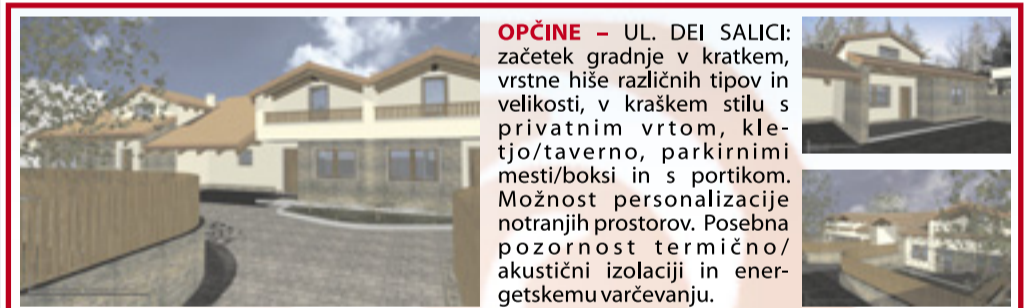 OPČINE – UL. DEI SALICI:
začetek gradnje v kratkem,
vrstne hiše različnih tipov in
velikosti, v kraškem stilu s
privatnim vrtom, kle-
tjo/taverno, parkirnimi
mesti/boksi in s portikom.
Možnost personalizacije
notranjih prostorov. Posebna
pozornost termično/
akustični izolaciji in ener-
getskemu varčevanju.